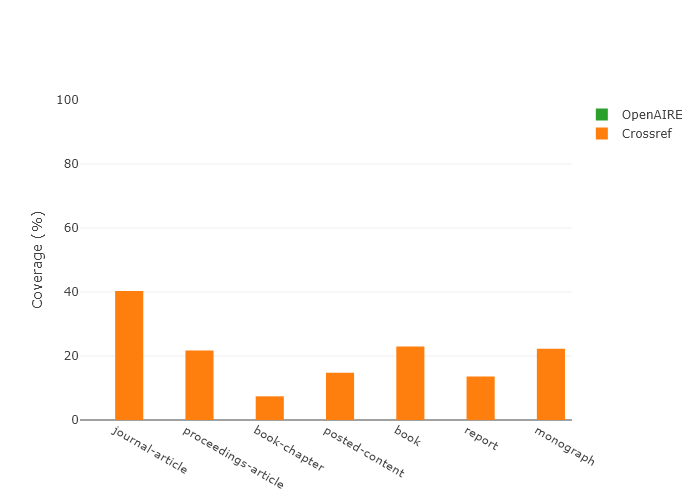 100
80
60
40
20
0
Coverage (%)
journal-article
proceedings-article
book-chapter
posted-content
book
report
monograph
OpenAIRE
Crossref